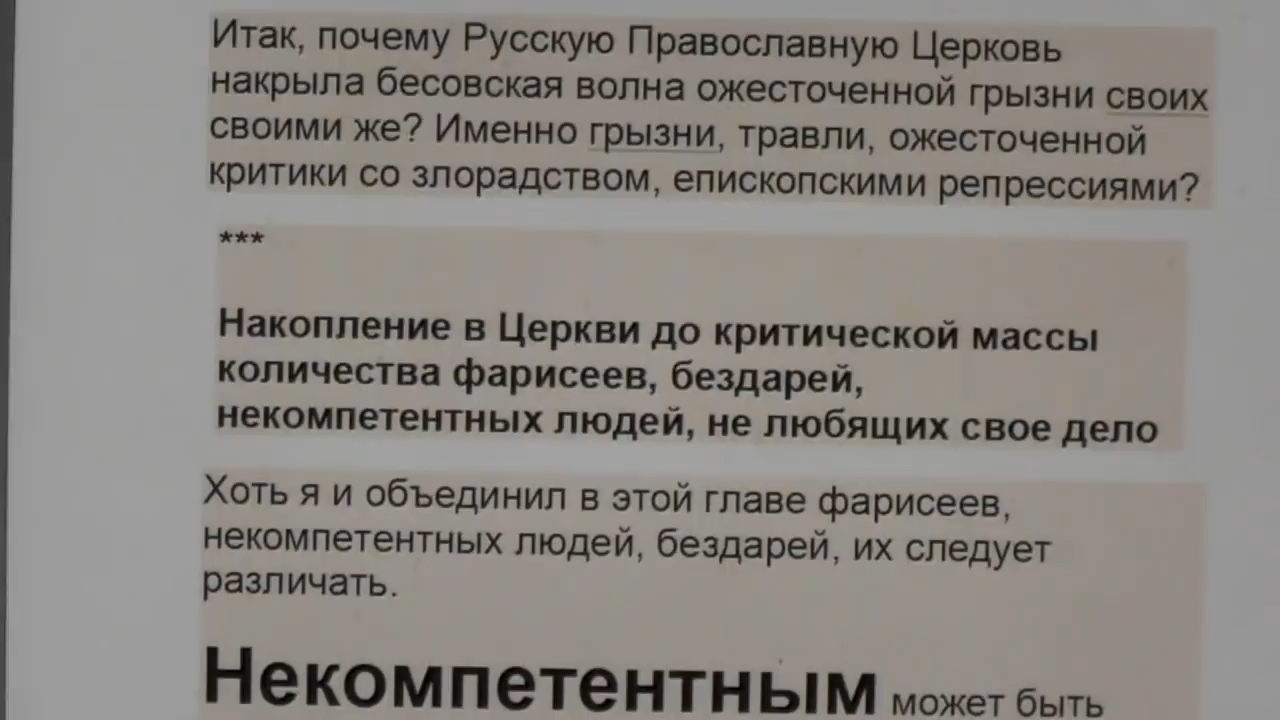 Итак, почему Русскую Православную Церковь
накрыла бесовская волна ожесточенной грызни своих
своими же? Именно грызни, травли, ожесточенной
критики со злорадством, епископскими репрессиями?
***
Накопление в Церкви до критической массы
количества фарисеев, бездарей,
некомпетентных людей, не любящих свое дело
Хоть я и объединил в этой главе фарисеев,
некомпетентных людей, бездарей, их следует
различать.
Некомпетентным может быть